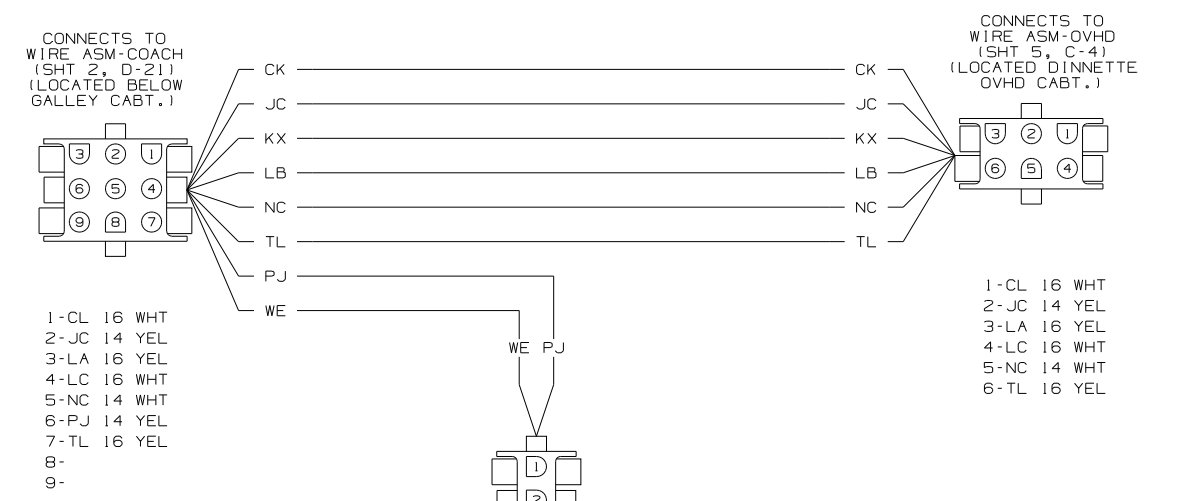 CONNECTS TO
WIRE ASM-COACH
(SHT 2, D-21)
(LOCATED BELOW
GALLEY CABT.)
CONNECTS TO
WIRE ASM-OVHD
(SHT 5, C-4)
(LOCATED DINNETTE
OVHD CABT.)
CK CK
JC JC
KX KX
LB LB
NC NC
TL TL
PJ
WE
WE PJ
3 2 1
6 5 4
9 8 7
3 2 1
6 5 4
1-CL 16 WHT
2-JC 14 YEL
3-LA 16 YEL
4-LC 16 WHT
5-NC 14 WHT
6-PJ 14 YEL
7-TL 16 YEL
8-
9-
1-CL 16 WHT
2-JC 14 YEL
3-LA 16 YEL
4-LC 16 WHT
5-NC 14 WHT
6-TL 16 YEL
1
2